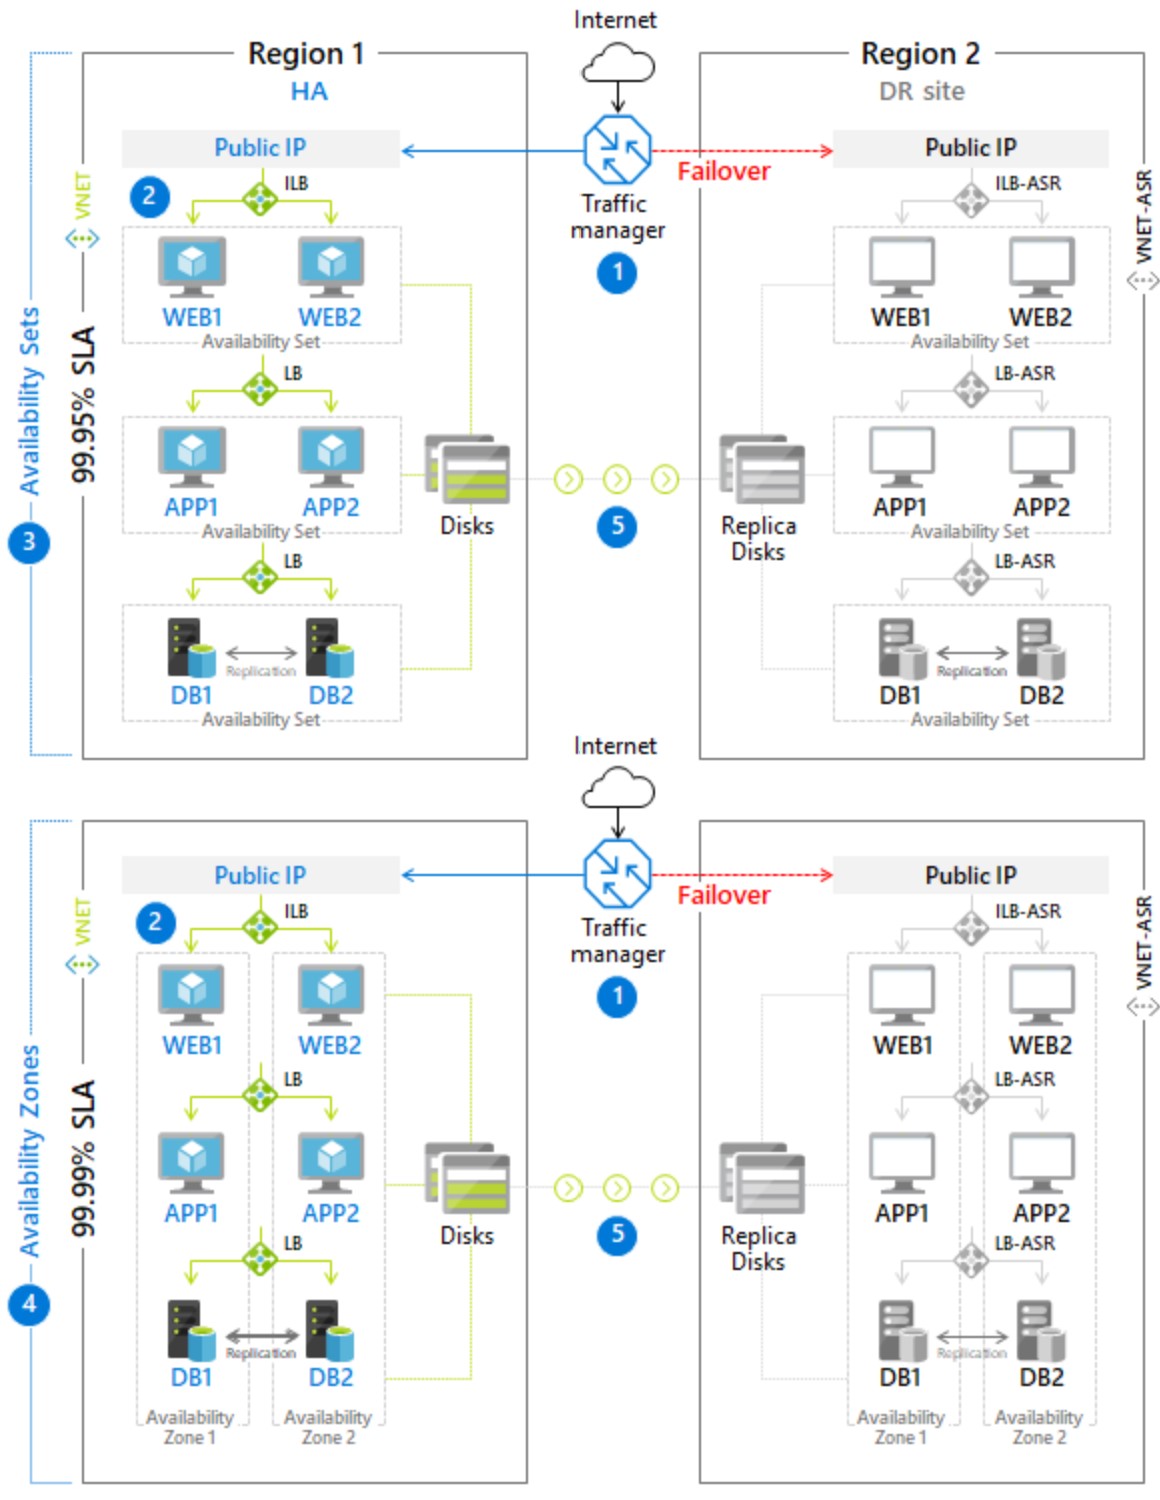 Internet
Region 1
HA
Region 2
DR site
Public IP
Failover
Public IP
2
ILB
Traffic
manager
1
ILB-ASR
VNET
VNET-ASR
WEB1
WEB2
Availability Set
WEB1
WEB2
Availability Set
Availability Sets
99.95% SLA
3
LB
LB-ASR
APP1
APP2
Availability Set
Disks
5
Replica
Disks
APP1
APP2
Availability Set
LB
LB-ASR
Replication
DB1
DB2
Availability Set
Replication
DB1
DB2
Availability Set
Internet
Public IP
Failover
Public IP
2
ILB
Traffic
manager
1
ILB-ASR
VNET
VNET-ASR
WEB1
WEB2
WEB1
WEB2
Availability Zones
99.99% SLA
4
LB
LB-ASR
APP1
APP2
Disks
5
Replica
Disks
APP1
APP2
LB
LB-ASR
Replication
DB1
DB2
Replication
DB1
DB2
Availability
Zone 1
Availability
Zone 2
Availability
Zone 1
Availability
Zone 2